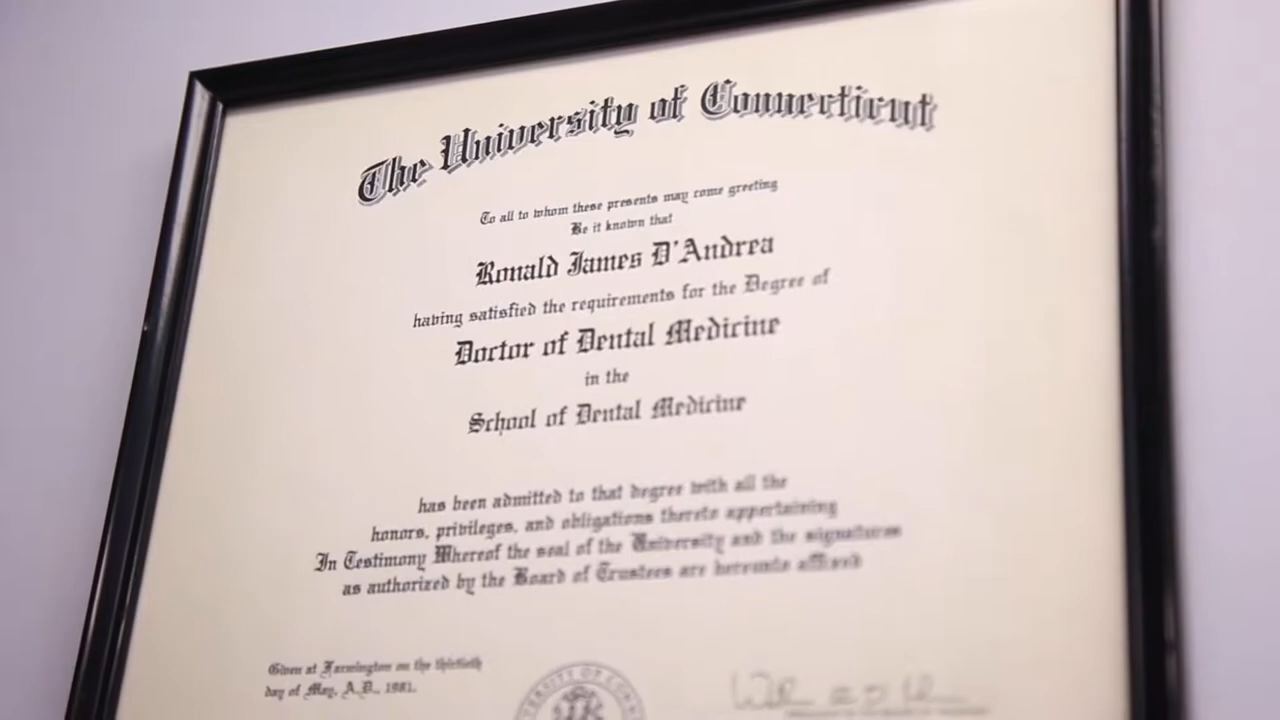 The University of Connecticut
To all to whom these presents may come greeting
Be it known that
Ronald James D'Andrea
having satisfied the requirements for the Degree of
Doctor of Dental Medicine
in the
School of Dental Medicine
has been admitted to that degree with all the
honors, privileges, and obligations thereto appertaining
In Testimony Whereof the seal of the University and the signatures
as authorized by the Board of Trustees are hereunto affixed
Given at Farmington on the thirtieth
day of May, A.D., 1981.